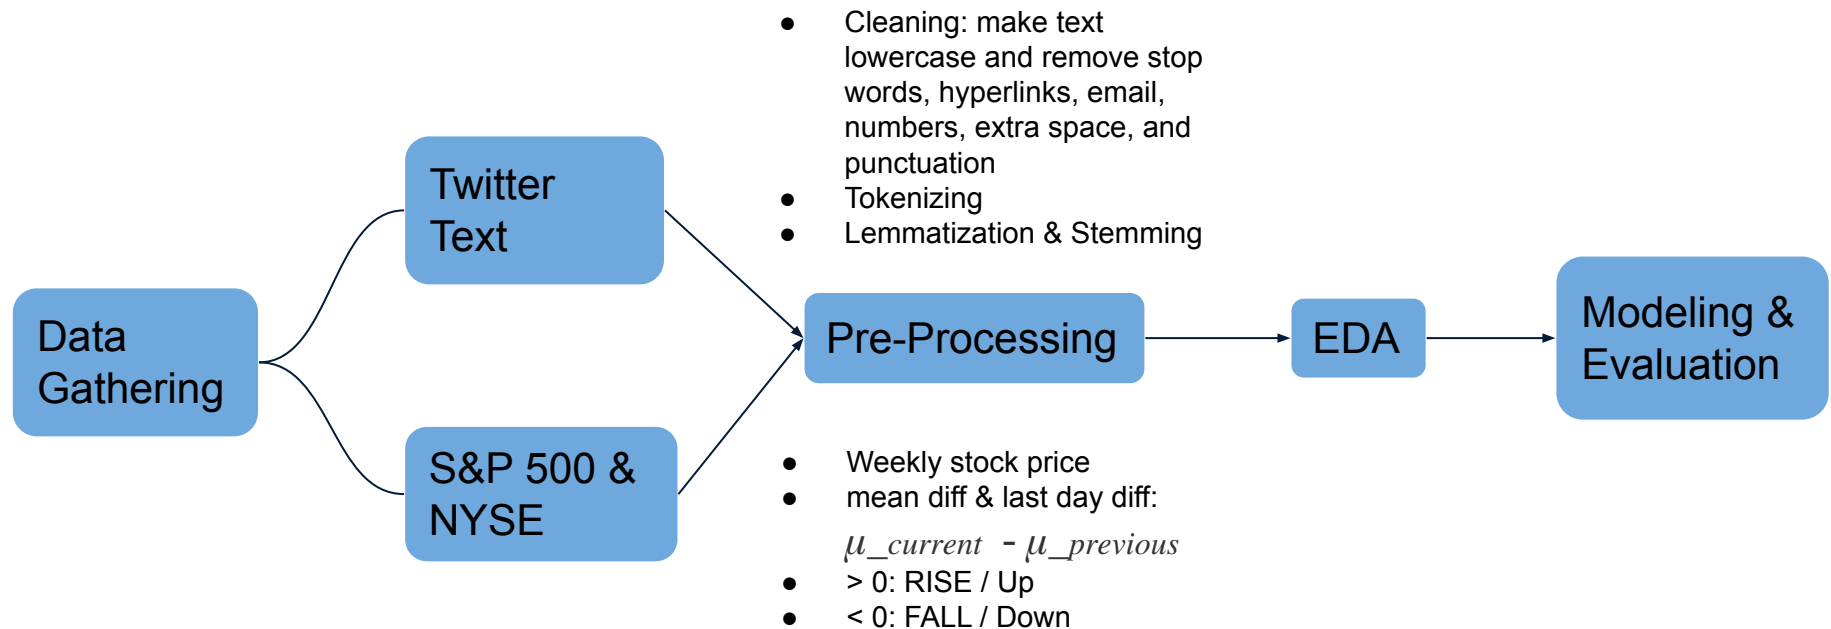 ● Cleaning: make text
lowercase and remove stop
words, hyperlinks, email,
numbers, extra space, and
punctuation
● Tokenizing
● Lemmatization & Stemming
Twitter
Text
Data
Gathering
S&P 500 &
NYSE
Pre-Processing
EDA
Modeling &
Evaluation
● Weekly stock price
● mean diff & last day diff:
μ_current - μ_previous
● > 0: RISE / Up
● < 0: FALL / Down